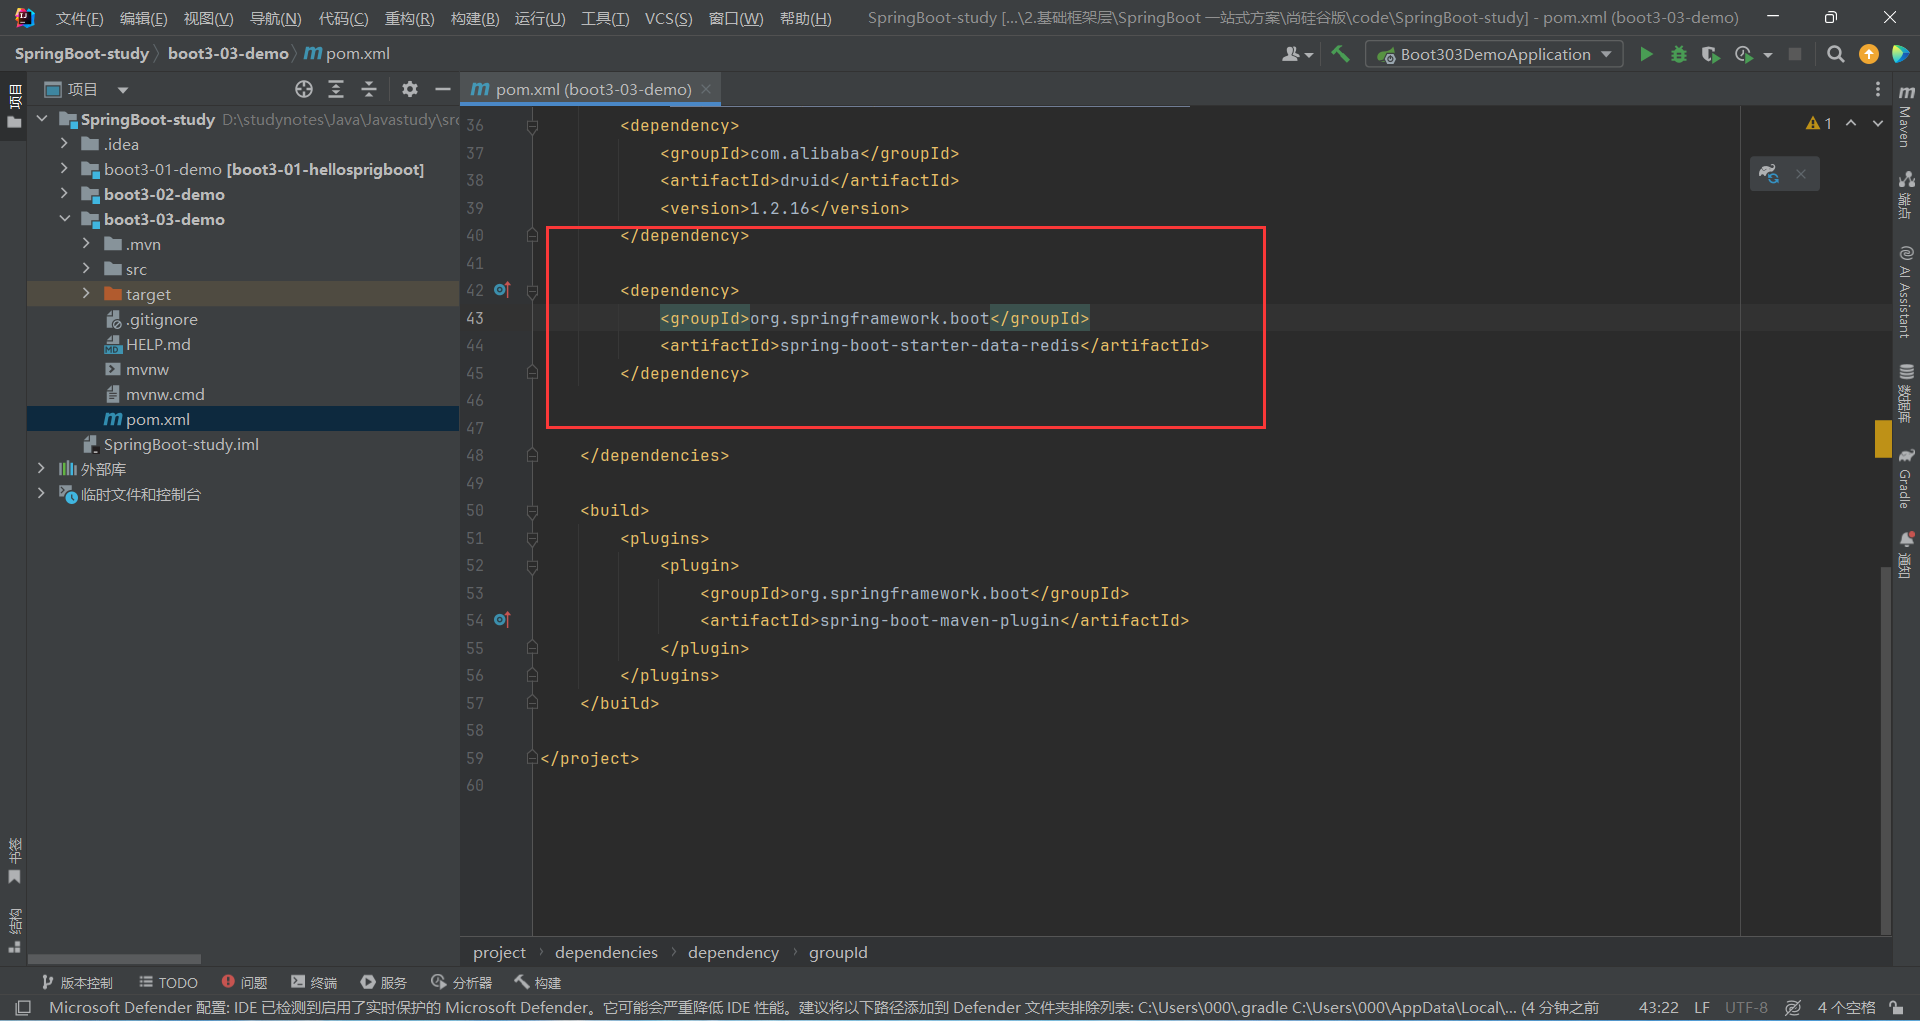 文件(F) 编辑(E) 视图(V) 导航(N) 代码(C) 重构(R) 构建(B) 运行(U) 工具(T) VCS(S) 窗口(W) 帮助(H) SpringBoot-study [...\2.基础框架层\SpringBoot 一站式方案\尚硅谷版\code\SpringBoot-study] - pom.xml (boot3-03-demo)
SpringBoot-study boot3-03-demo pom.xml Boot303DemoApplication
项目
项目
pom.xml (boot3-03-demo)
SpringBoot-study D:\studynotes\Java\Javastudy\src
.idea
boot3-01-demo [boot3-01-hellosprigboot]
boot3-02-demo
boot3-03-demo
.mvn
src
target
.gitignore
HELP.md
mvnw
mvnw.cmd
pom.xml
SpringBoot-study.iml
外部库
临时文件和控制台
书签
结构
36 <dependency>
37 <groupId>com.alibaba</groupId>
38 <artifactId>druid</artifactId>
39 <version>1.2.16</version>
40 </dependency>
41
42 <dependency>
43 <groupId>org.springframework.boot</groupId>
44 <artifactId>spring-boot-starter-data-redis</artifactId>
45 </dependency>
46
47
48 </dependencies>
49
50 <build>
51 <plugins>
52 <plugin>
53 <groupId>org.springframework.boot</groupId>
54 <artifactId>spring-boot-maven-plugin</artifactId>
55 </plugin>
56 </plugins>
57 </build>
58
59 </project>
60
1
Maven
端点
AI Assistant
数据库
Gradle
通知
project dependencies dependency groupId
版本控制 TODO 问题 终端 服务 分析器 构建
Microsoft Defender 配置: IDE 已检测到启用了实时保护的 Microsoft Defender。它可能会严重降低 IDE 性能。建议将以下路径添加到 Defender 文件夹排除列表: C:\Users\000\.gradle C:\Users\000\AppData\Local\... (4 分钟之前 43:22 LF UTF-8 4 个空格